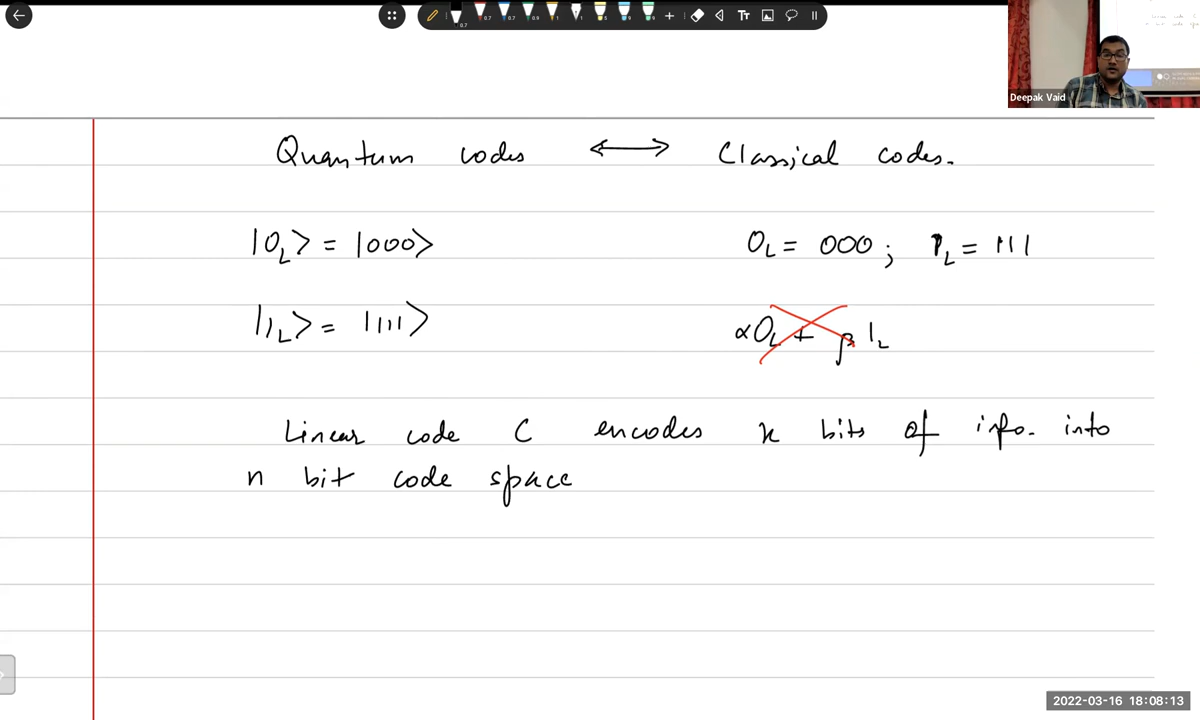 Deepak Vaid
Quantum codes ⟷ Classical codes.
|0_L⟩ = |000⟩ 0_L = 000 ; 1_L = 111
|1_L⟩ = |111⟩ α0_L + β 1_L
Linear code C encodes k bits of info. into
n bit code space
2022-03-16 18:08:13